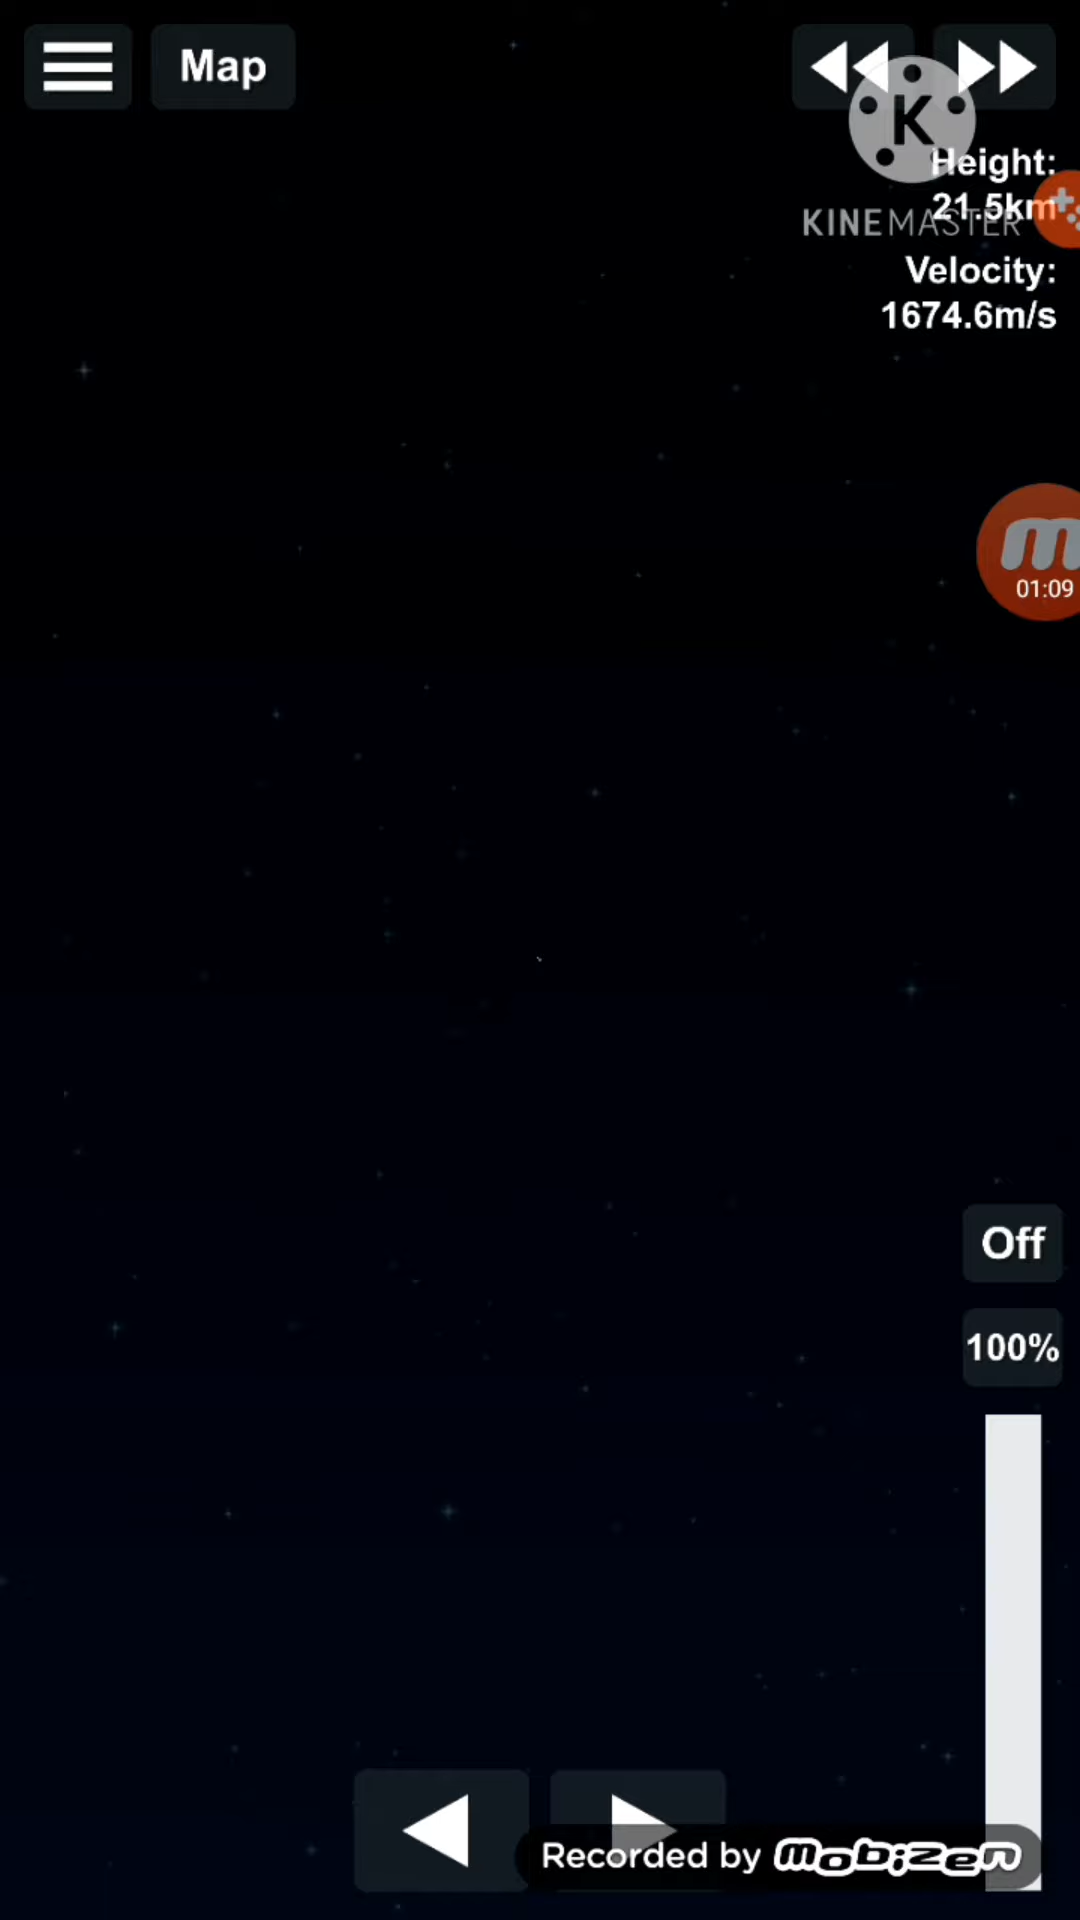 Map
K
Height:
21.5km
KINEMASTER
Velocity:
1674.6m/s
m
01:09
Off
100%
Recorded by mobizen